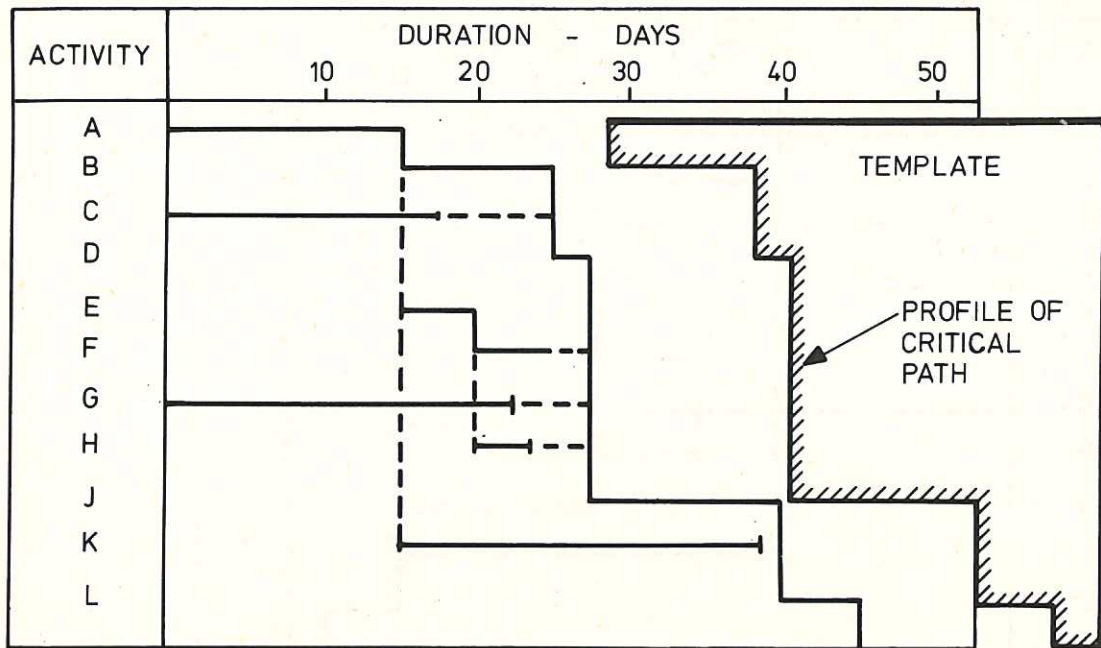 ACTIVITY
DURATION - DAYS
10 20 30 40 50
A
B
C
D
E
F
G
H
J
K
L
TEMPLATE
PROFILE OF
CRITICAL
PATH